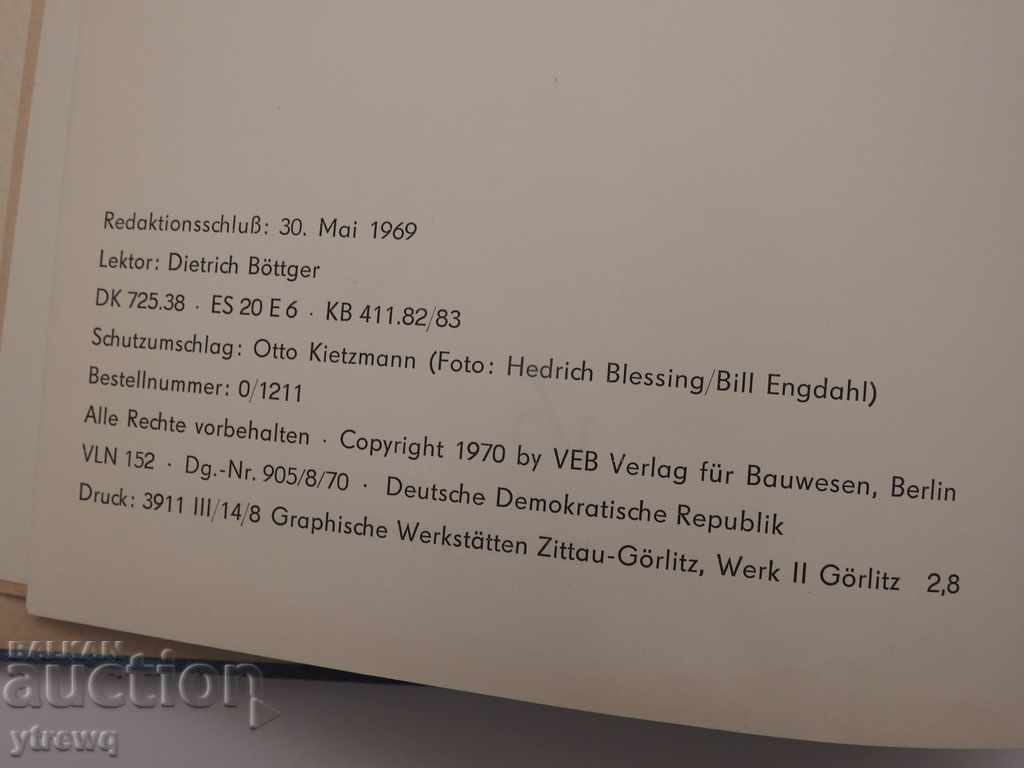 Redaktionsschluß: 30. Mai 1969
Lektor: Dietrich Böttger
DK 725.38 · ES 20 E 6 · KB 411.82/83
Schutzumschlag: Otto Kietzmann (Foto: Hedrich Blessing/Bill Engdahl)
Bestellnummer: 0/1211
Alle Rechte vorbehalten · Copyright 1970 by VEB Verlag für Bauwesen, Berlin
VLN 152 · Dg.-Nr. 905/8/70 · Deutsche Demokratische Republik
Druck: 3911 III/14/8 Graphische Werkstätten Zittau-Görlitz, Werk II Görlitz 2,8
BALKAN
auction
ytrewq